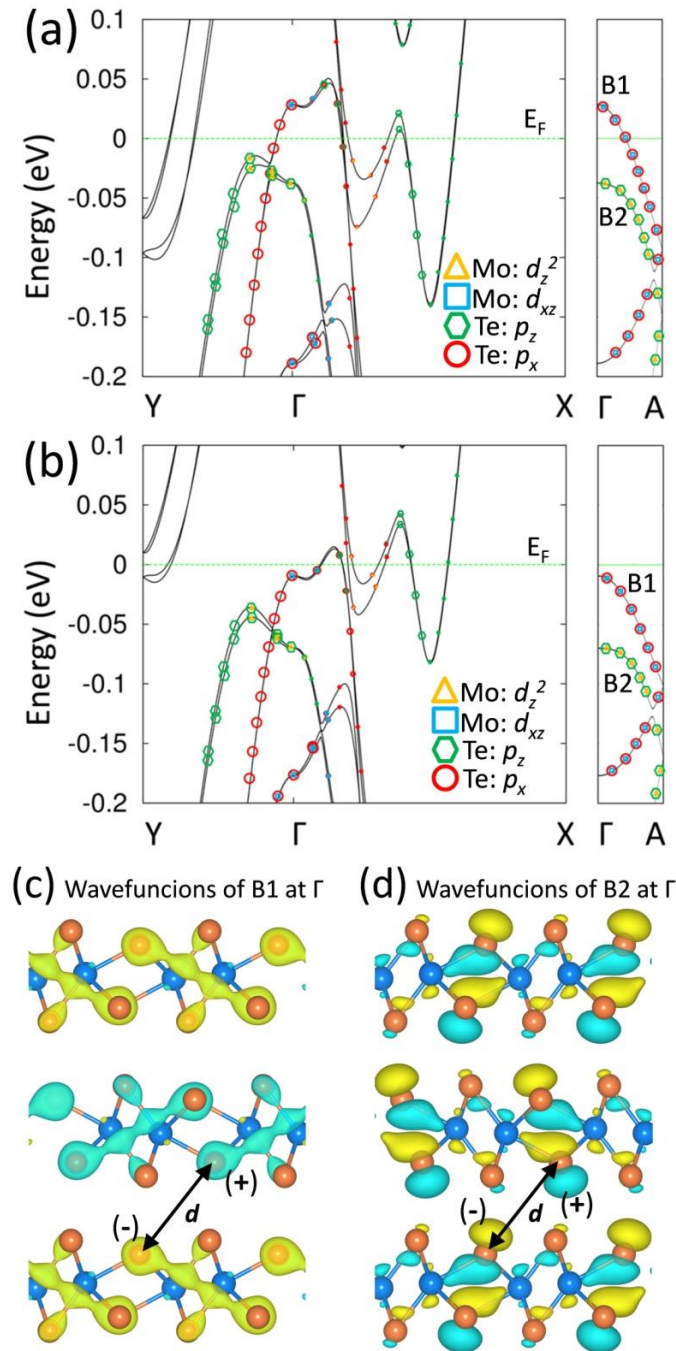 (a)
0.1
0.05
0
-0.05
-0.1
-0.15
-0.2
Energy (eV)
E_F
B1
B2
Mo: d_z^2
Mo: d_xz
Te: p_z
Te: p_x
Y Γ X Γ A
(b)
0.1
0.05
0
-0.05
-0.1
-0.15
-0.2
Energy (eV)
E_F
B1
B2
Mo: d_z^2
Mo: d_xz
Te: p_z
Te: p_x
Y Γ X Γ A
(c) Wavefuncions of B1 at Γ
(d) Wavefuncions of B2 at Γ
(+)
(-)
d
(+)
(-)
d